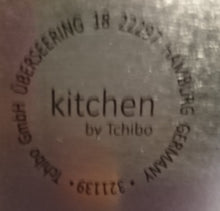 Tchibo GmbH ÜBERSEERING 18 22297 HAMBURG GERMANY • 321139 •
kitchen
by Tchibo